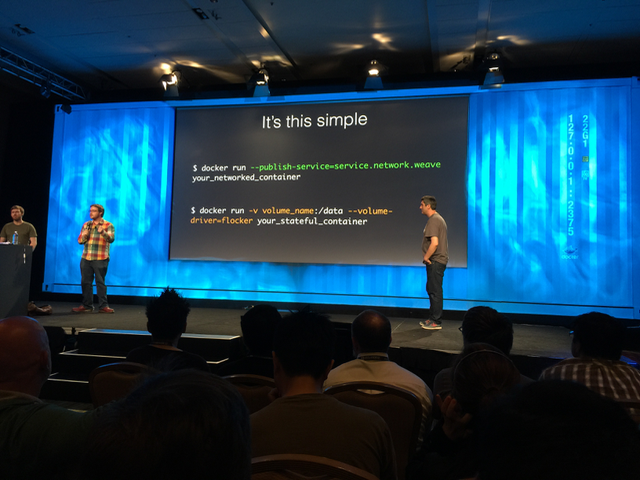 It's this simple
$ docker run --publish-service=service.network.weave
your_networked_container
$ docker run -v volume_name:/data --volume-
driver=flocker your_stateful_container
127.0.0.1:2375
docker